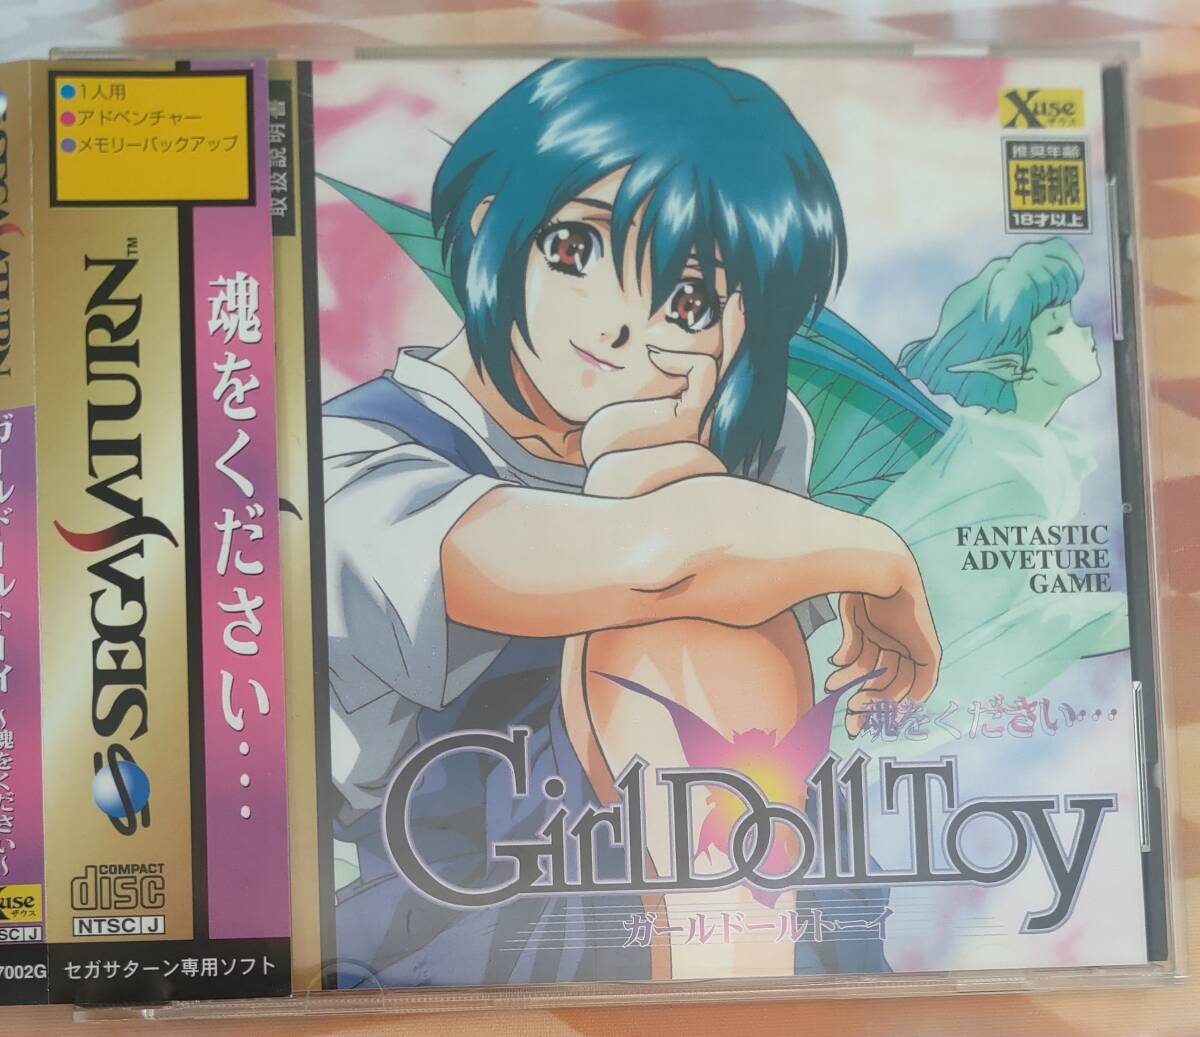 SEGA SATURN
ガールドールトーイ ～魂をください～
Xuse
ザウス
SC J
7002G
1人用
アドベンチャー
メモリーバックアップ
SEGA SATURN™
COMPACT
disc
NTSC J
セガサターン専用ソフト
魂をください...
取扱説明書
Xuse
ザウス
推奨年齢
年齢制限
18才以上
FANTASTIC
ADVETURE
GAME
魂をください...
Girl Doll Toy
ガールドールトーイ